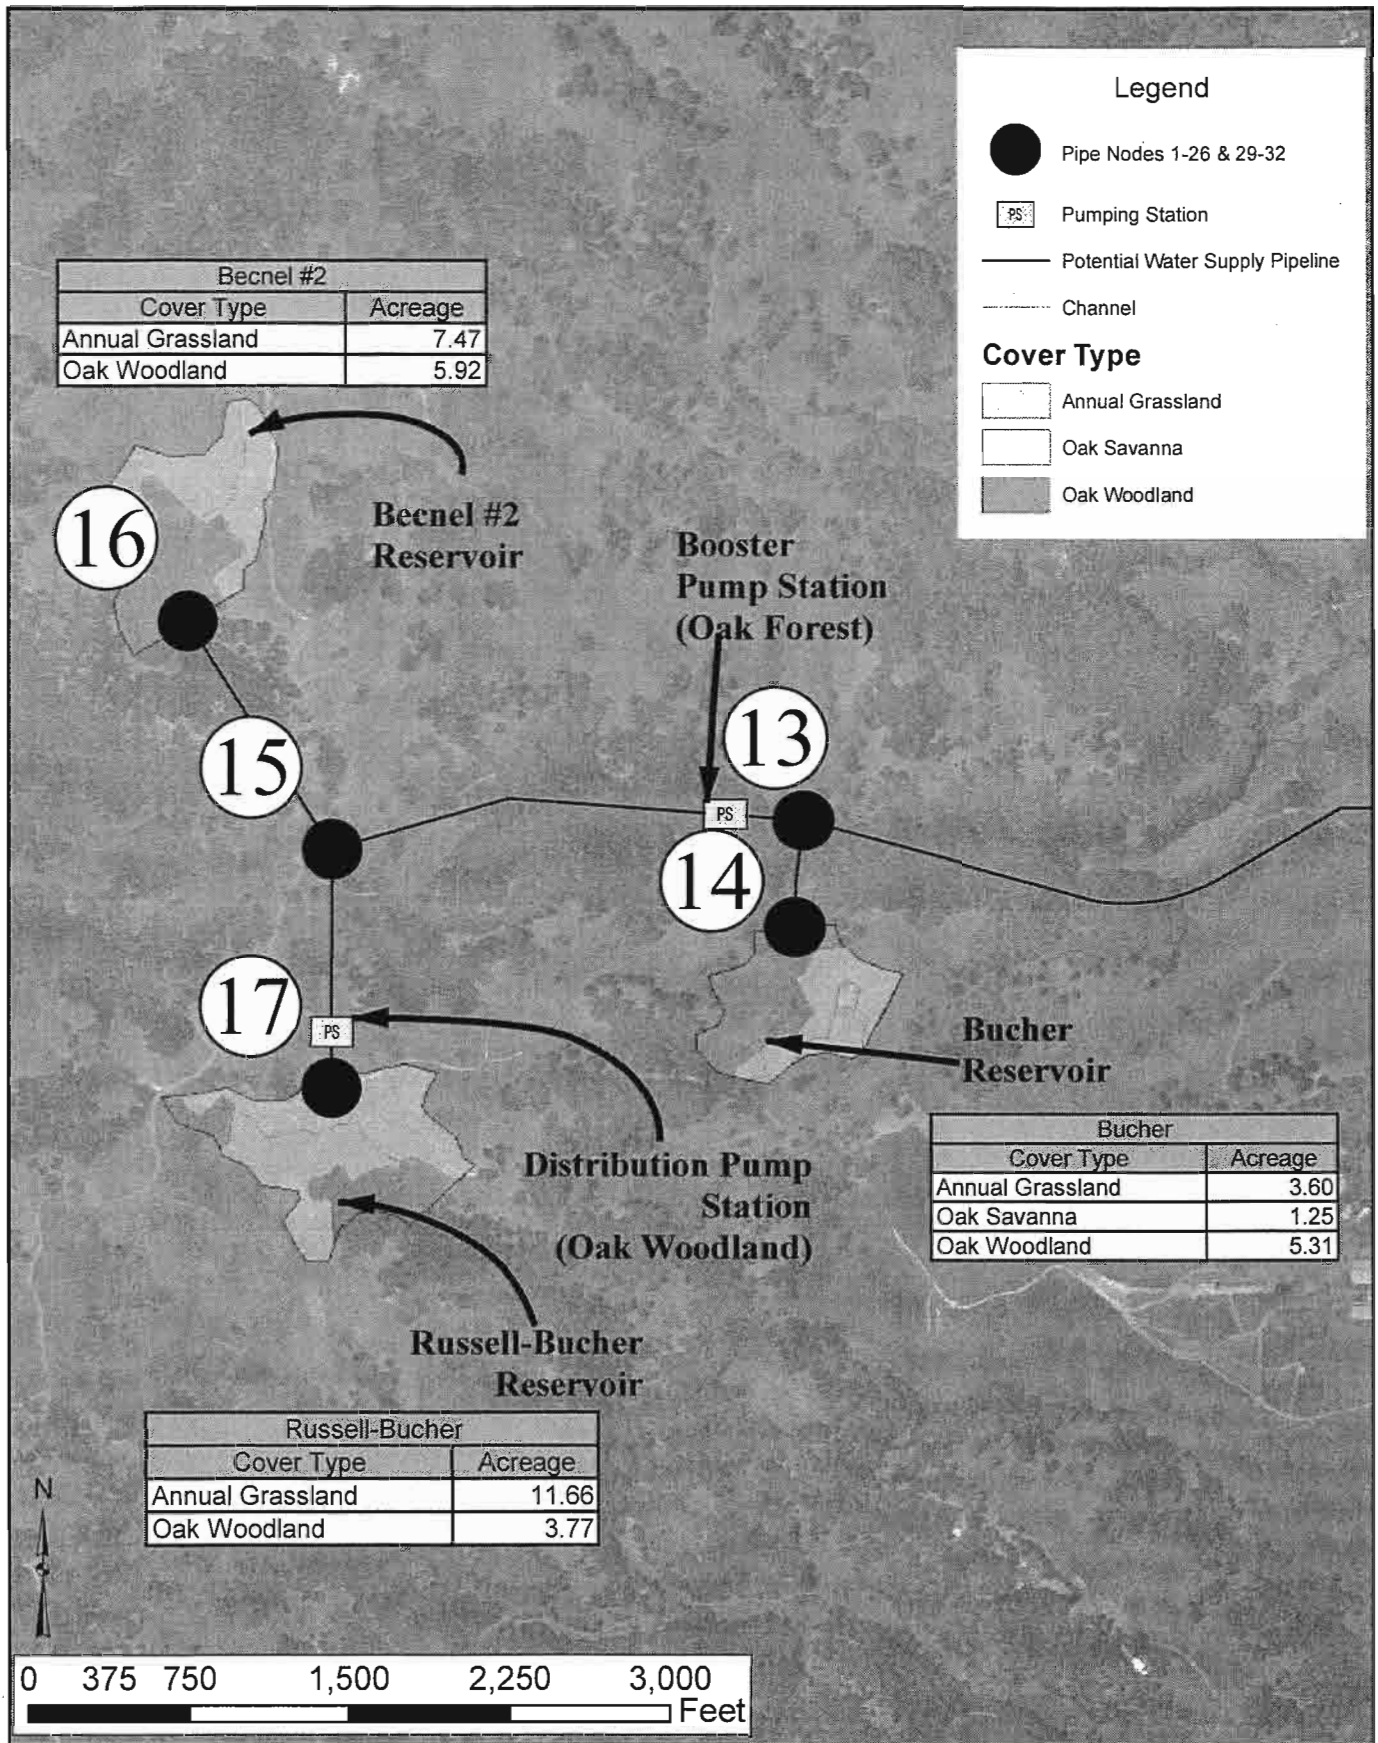 Legend
Pipe Nodes 1-26 & 29-32
PS Pumping Station
Potential Water Supply Pipeline
Channel
Cover Type
Annual Grassland
Oak Savanna
Oak Woodland
Becnel #2
Cover Type Acreage
Annual Grassland 7.47
Oak Woodland 5.92
16
Becnel #2
Reservoir
Booster
Pump Station
(Oak Forest)
15
13
PS
14
17
PS
Bucher
Reservoir
Distribution Pump
Station
(Oak Woodland)
Bucher
Cover Type Acreage
Annual Grassland 3.60
Oak Savanna 1.25
Oak Woodland 5.31
Russell-Bucher
Reservoir
Russell-Bucher
Cover Type Acreage
Annual Grassland 11.66
Oak Woodland 3.77
N
0 375 750 1,500 2,250 3,000
Feet